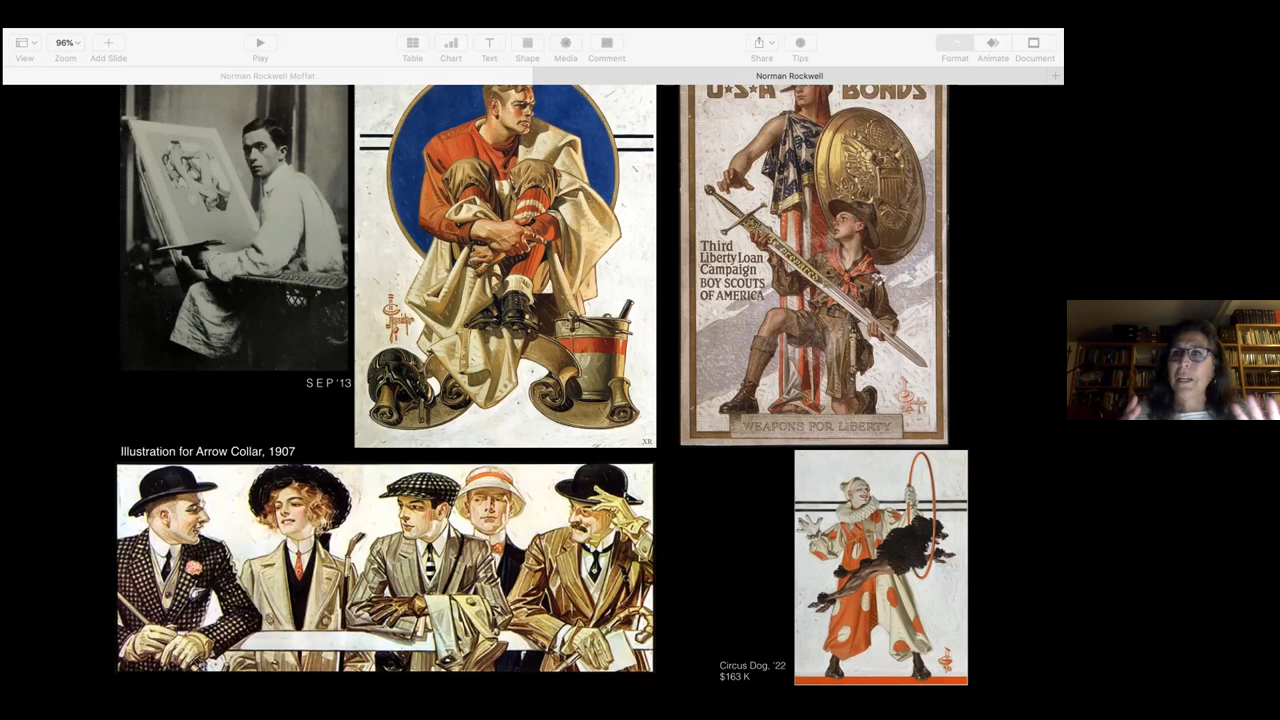 96%
View
Zoom
Add Slide
Play
Table
Chart
Text
Shape
Media
Comment
Share
Tips
Format
Animate
Document
Norman Rockwell Moffat
Norman Rockwell
U★S★A BONDS
Third
Liberty Loan
Campaign
BOY SCOUTS
OF AMERICA
WEAPONS FOR LIBERTY
S E P '13
XR
Illustration for Arrow Collar, 1907
Circus Dog, '22
$163 K